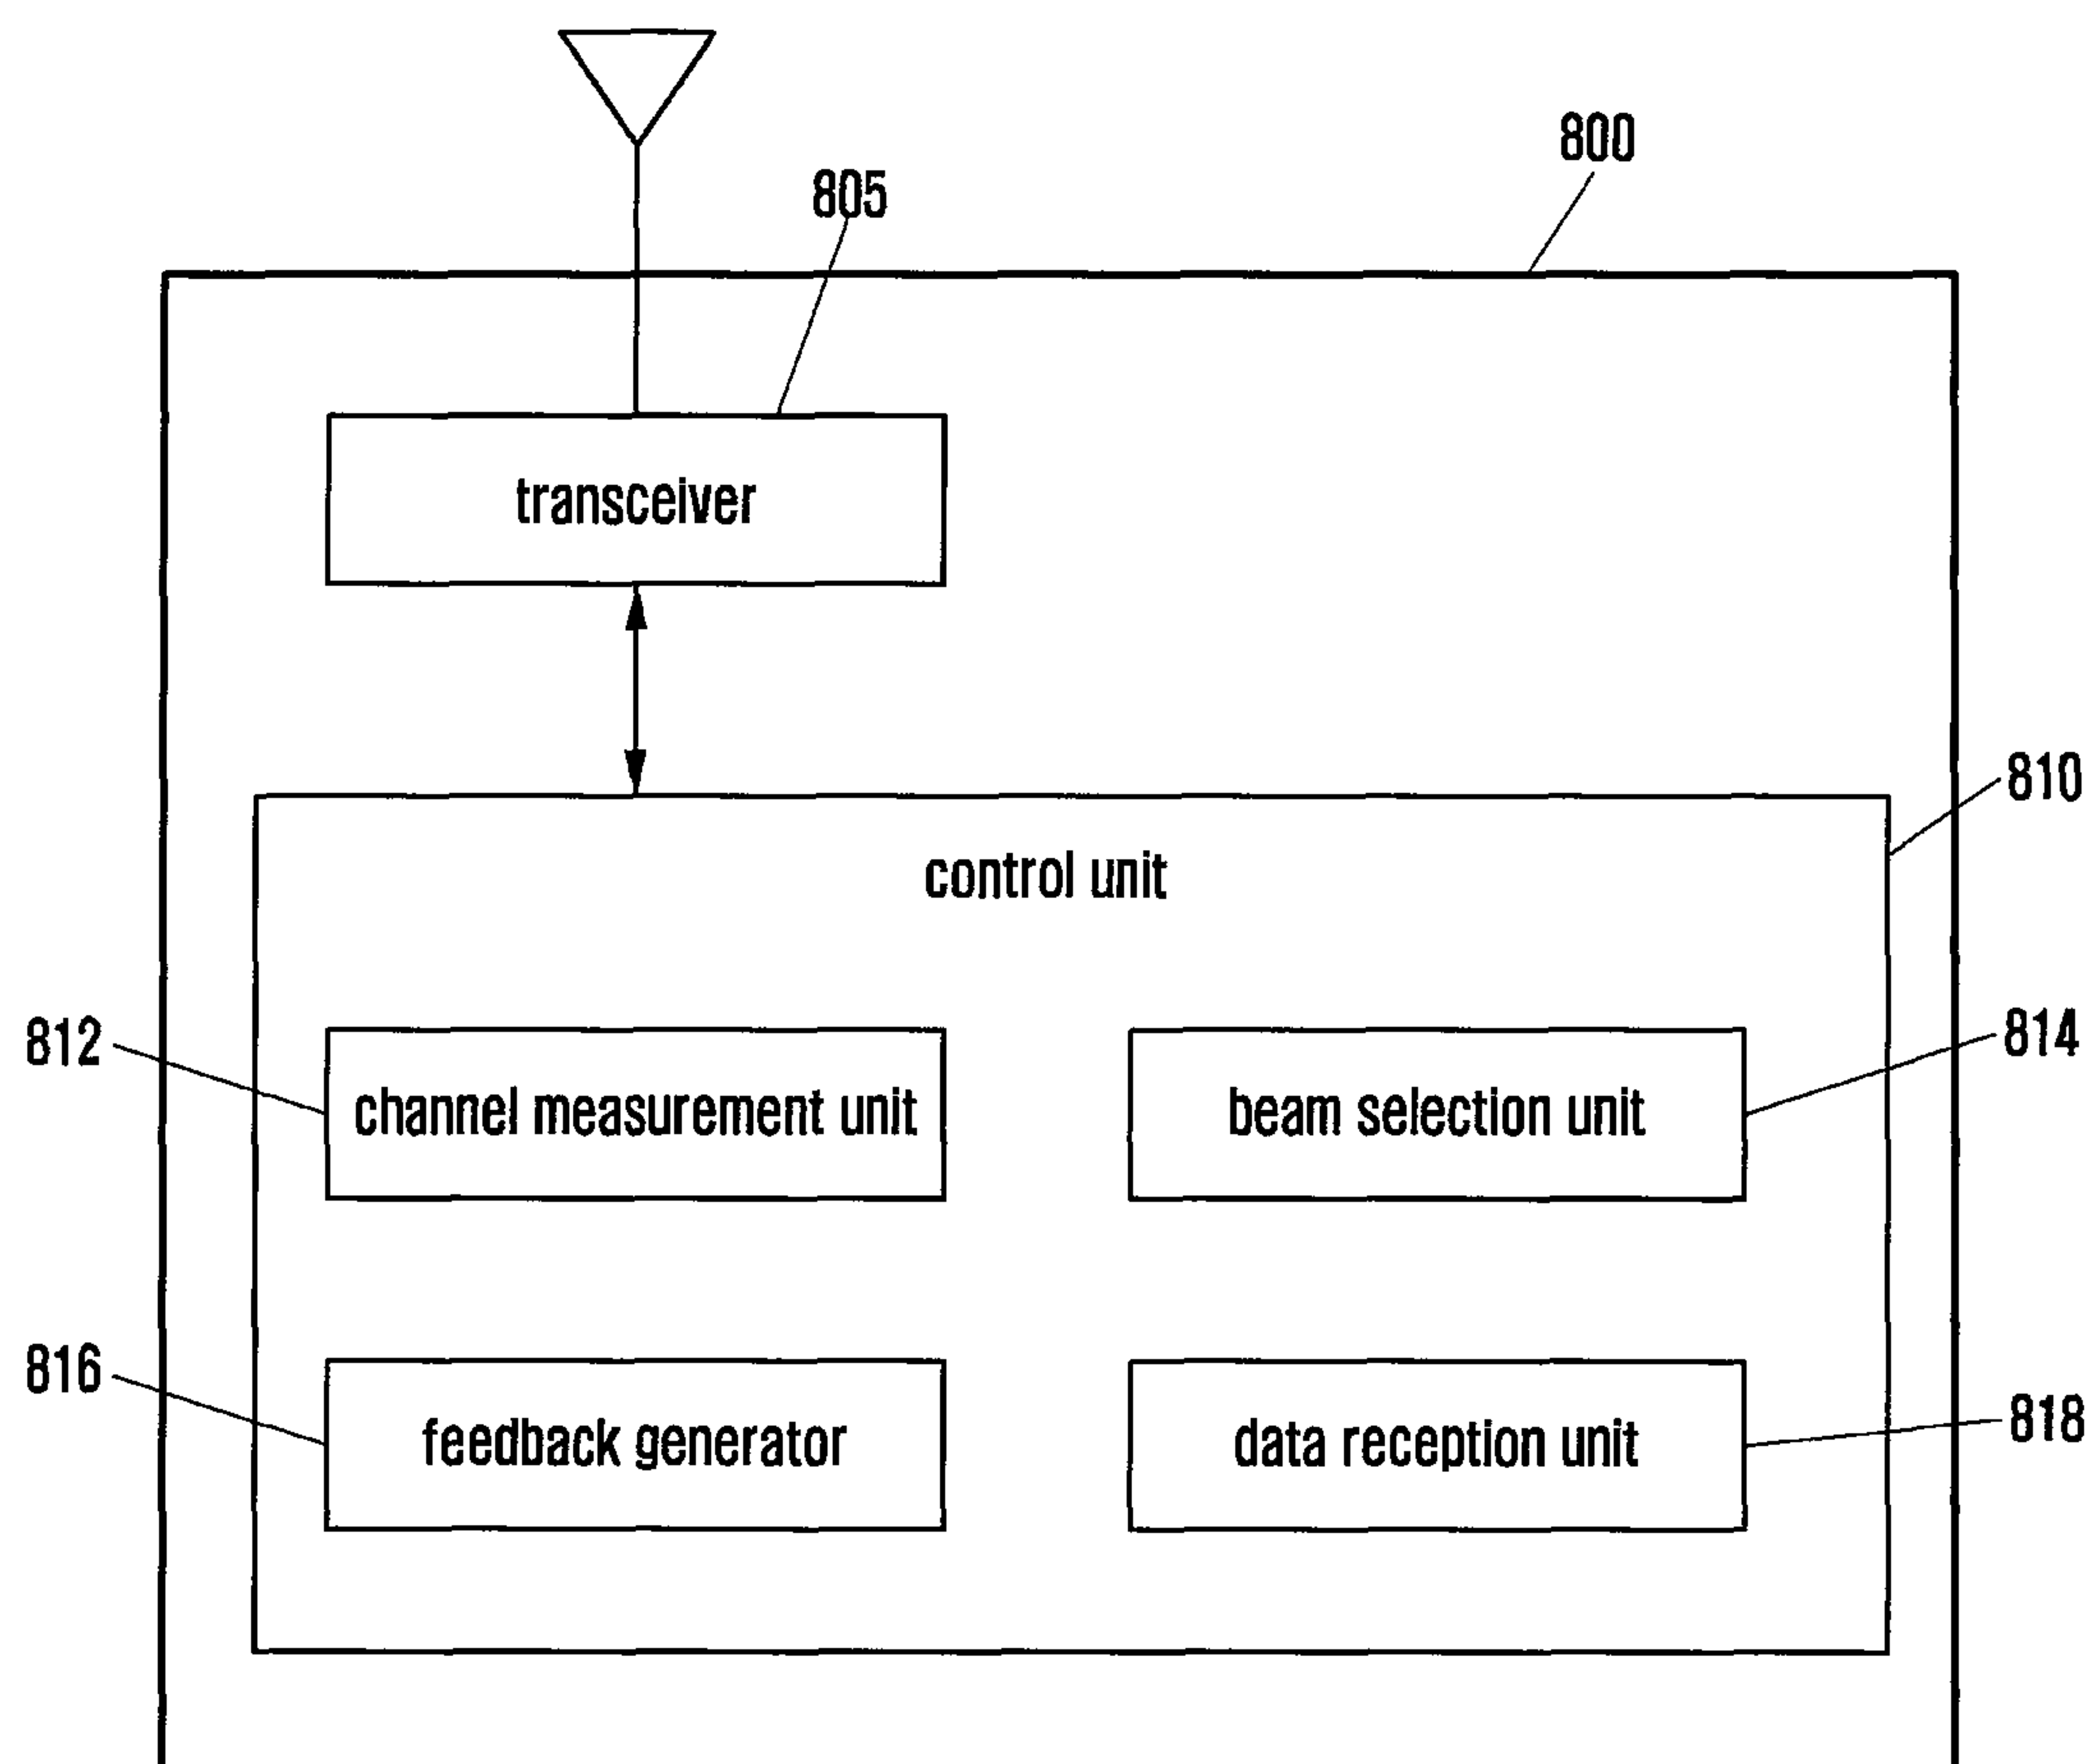 800
805
transceiver
810
control unit
812
814
channel measurement unit
beam selection unit
816
818
feedback generator
data reception unit